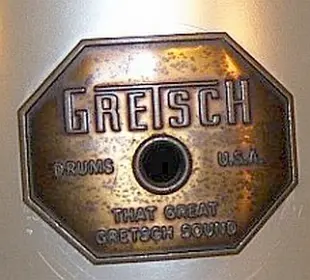 GRETSCH
DRUMS U.S.A.
THAT GREAT
GRETSCH SOUND